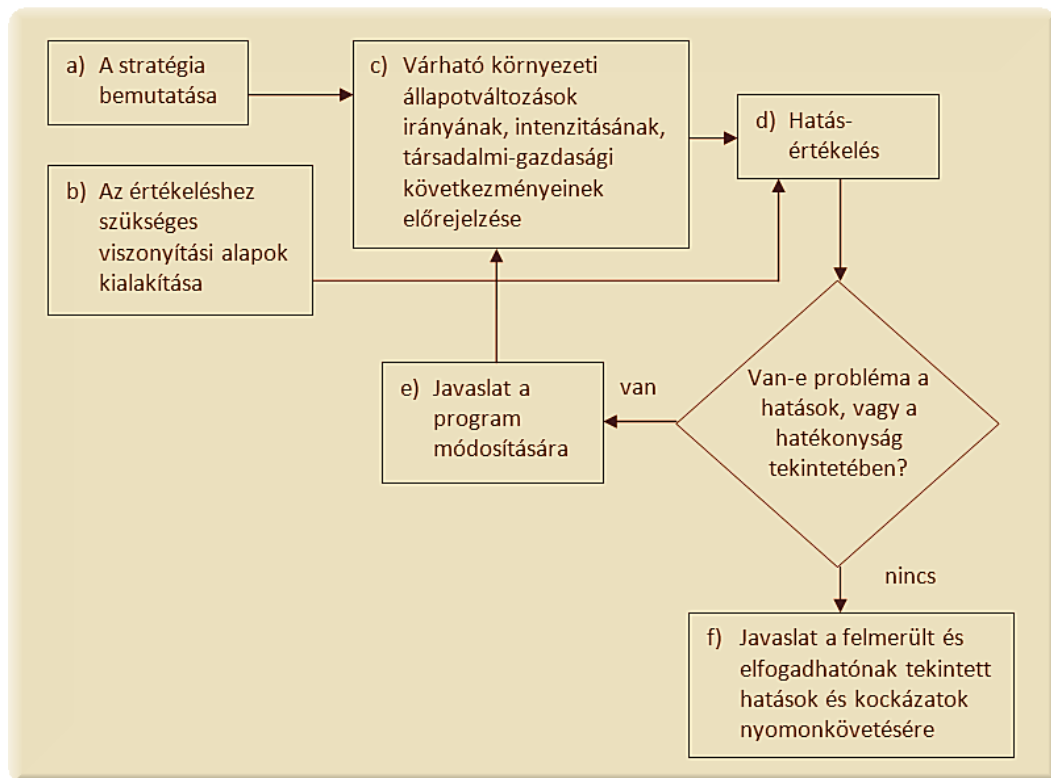 a) A stratégia
bemutatása
b) Az értékeléshez
szükséges
viszonyítási alapok
kialakítása
c) Várható környezeti
állapotváltozások
irányának, intenzitásának,
társadalmi-gazdasági
következményeinek
előrejelzése
d) Hatás-
értékelés
Van-e probléma a
hatások, vagy a
hatékonyság
tekintetében?
van
e) Javaslat a
program
módosítására
nincs
f) Javaslat a felmerült és
elfogadhatónak tekintett
hatások és kockázatok
nyomonkövetésére